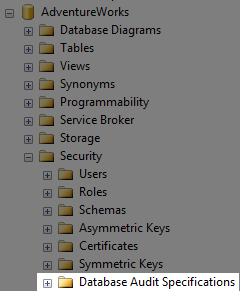 AdventureWorks
Database Diagrams
Tables
Views
Synonyms
Programmability
Service Broker
Storage
Security
Users
Roles
Schemas
Asymmetric Keys
Certificates
Symmetric Keys
Database Audit Specifications